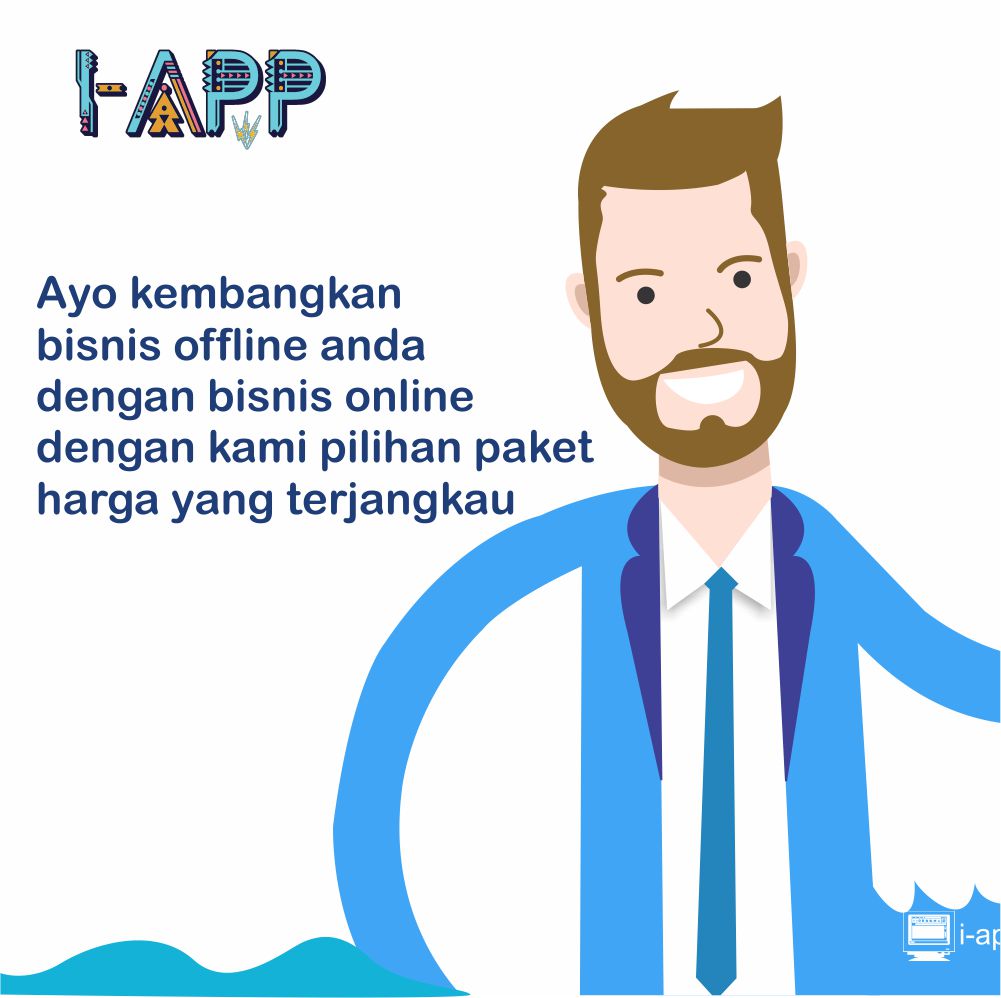 I-APP
Ayo kembangkan
bisnis offline anda
dengan bisnis online
dengan kami pilihan paket
harga yang terjangkau
i-ap